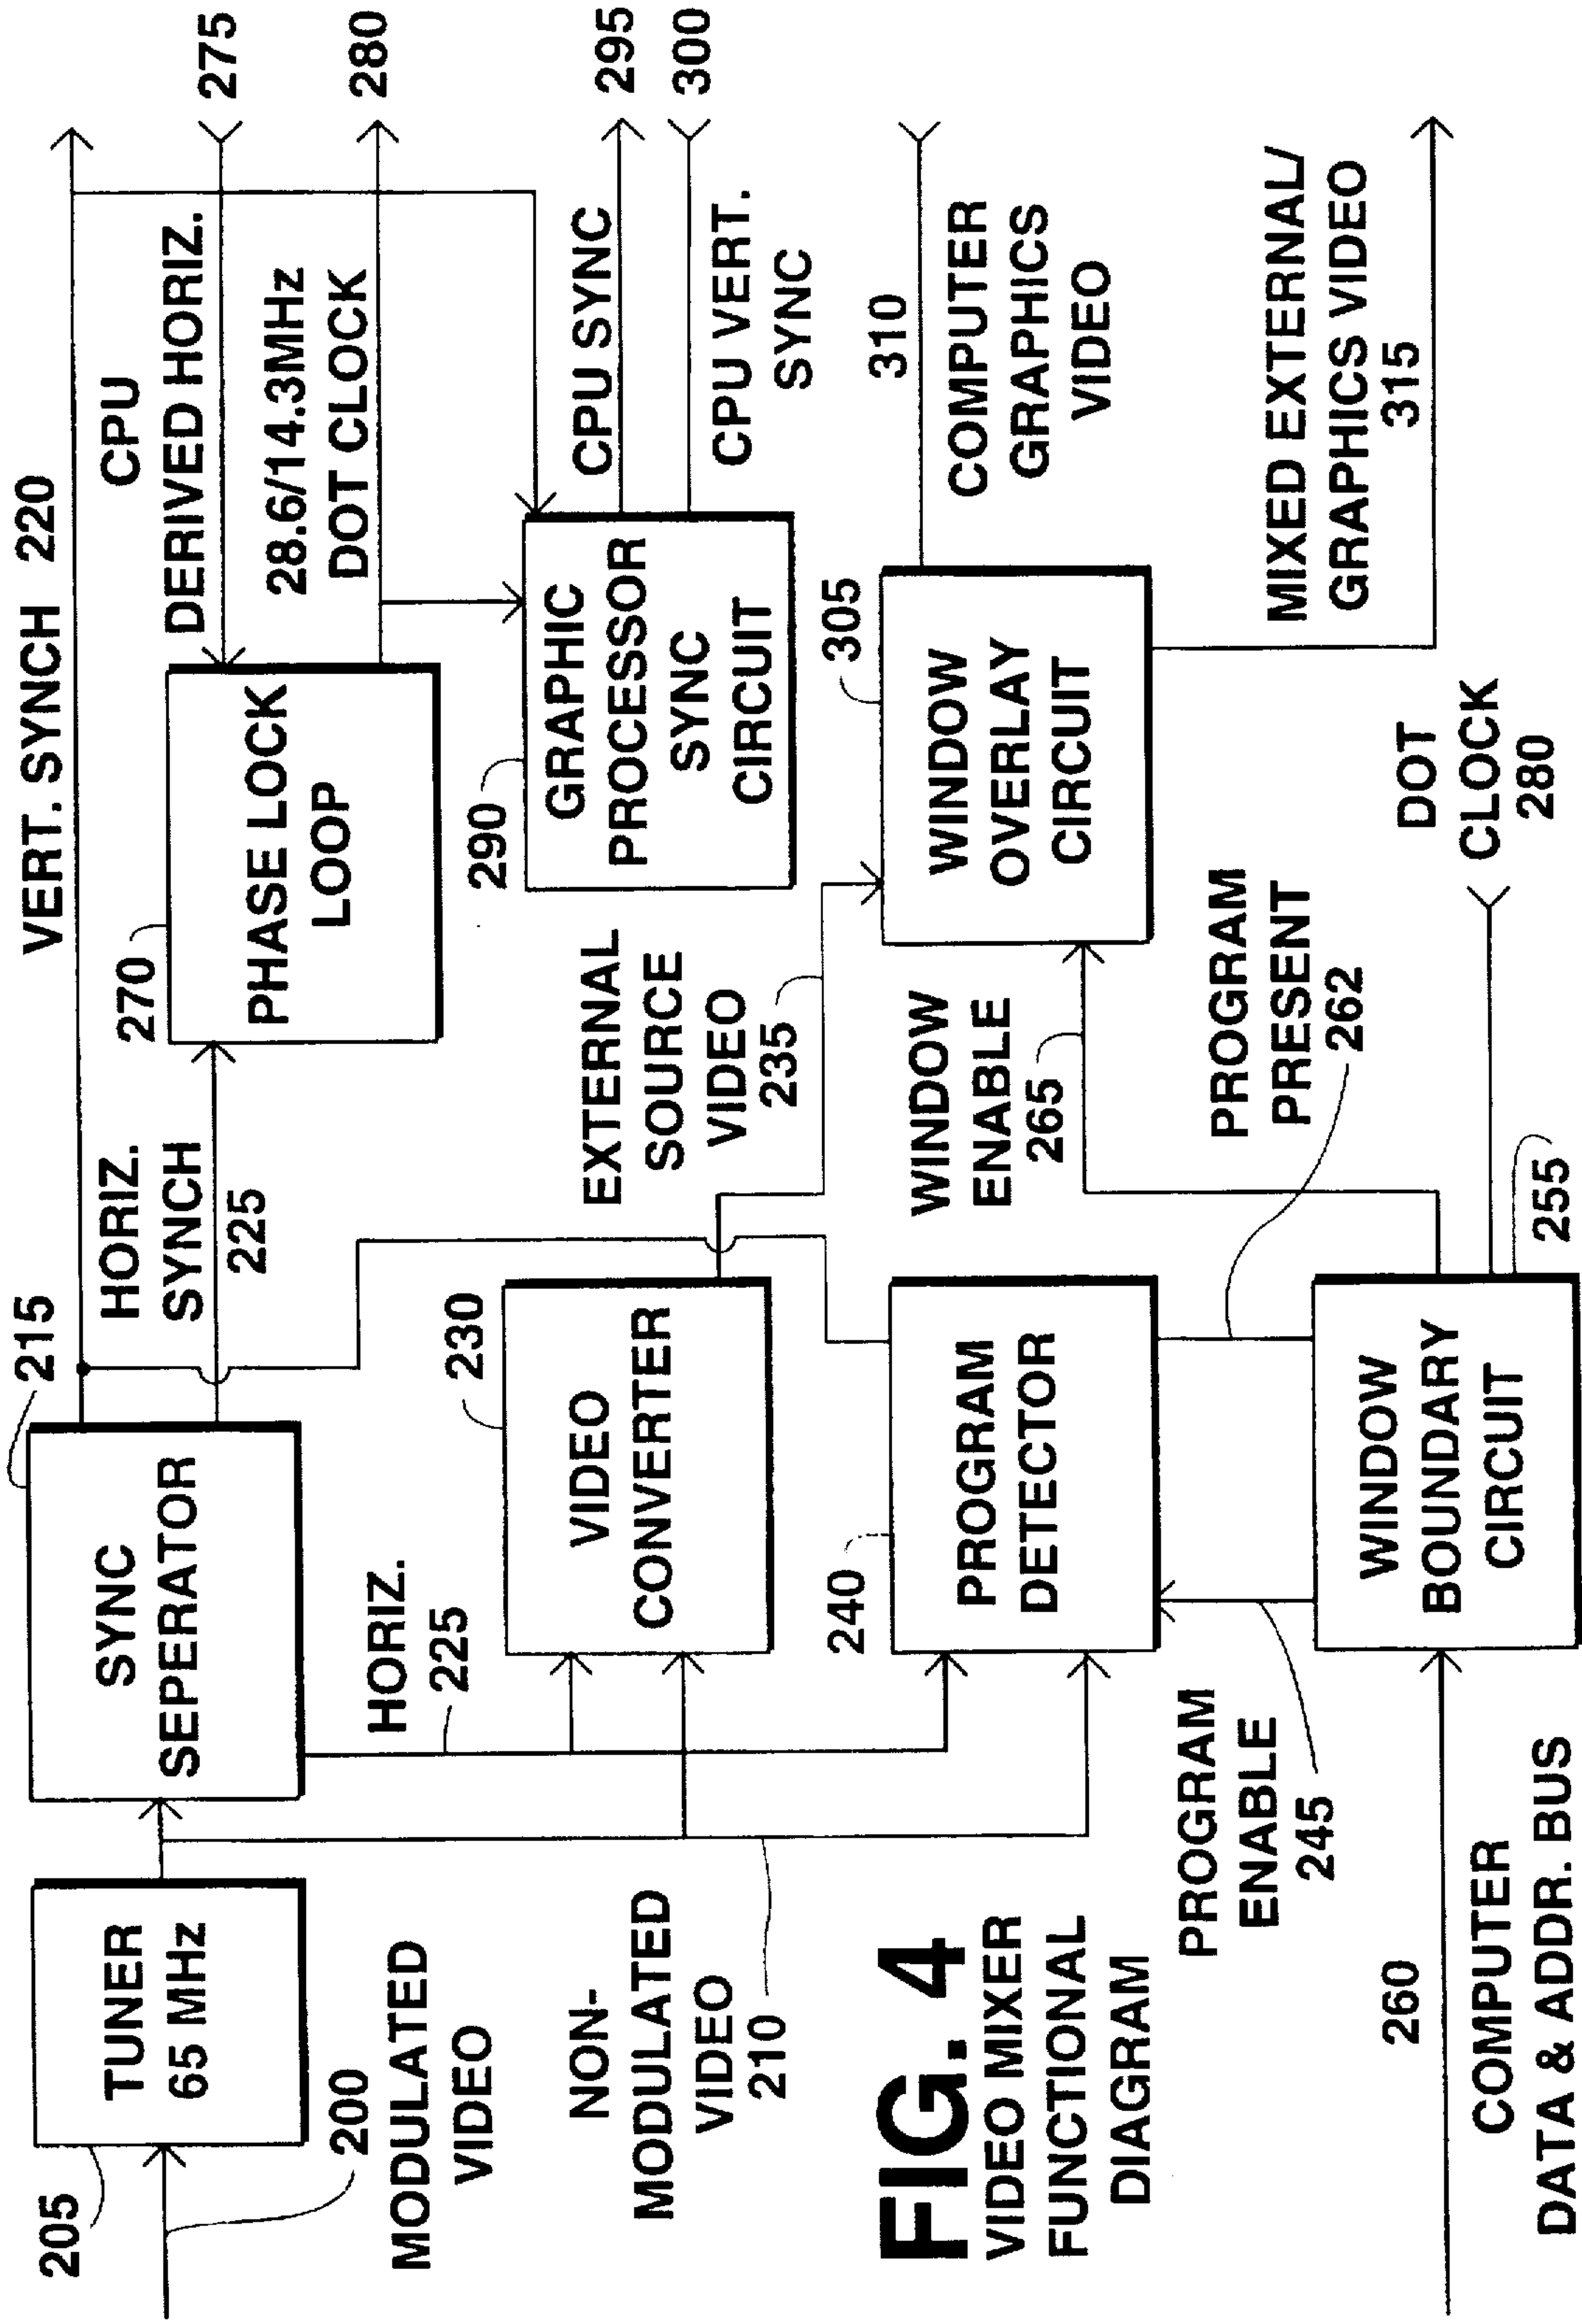 205
TUNER
65 MHz
200
MODULATED
VIDEO
215
SYNC
SEPERATOR
VERT. SYNCH 220
HORIZ.
SYNCH
225
270
PHASE LOCK
LOOP
CPU
DERIVED HORIZ.
275
28.6/14.3MHz
DOT CLOCK
280
290
GRAPHIC
PROCESSOR
SYNC
CIRCUIT
CPU SYNC
295
300
CPU VERT.
SYNC
HORIZ.
225
230
VIDEO
CONVERTER
EXTERNAL
SOURCE
VIDEO
235
NON-
MODULATED
VIDEO
210
240
PROGRAM
DETECTOR
WINDOW
ENABLE
265
305
WINDOW
OVERLAY
CIRCUIT
310
COMPUTER
GRAPHICS
VIDEO
MIXED EXTERNAL/
GRAPHICS VIDEO
315
PROGRAM
PRESENT
262
PROGRAM
ENABLE
245
WINDOW
BOUNDARY
CIRCUIT
255
DOT
CLOCK
280
260
COMPUTER
DATA & ADDR. BUS
FIG. 4
VIDEO MIXER
FUNCTIONAL
DIAGRAM